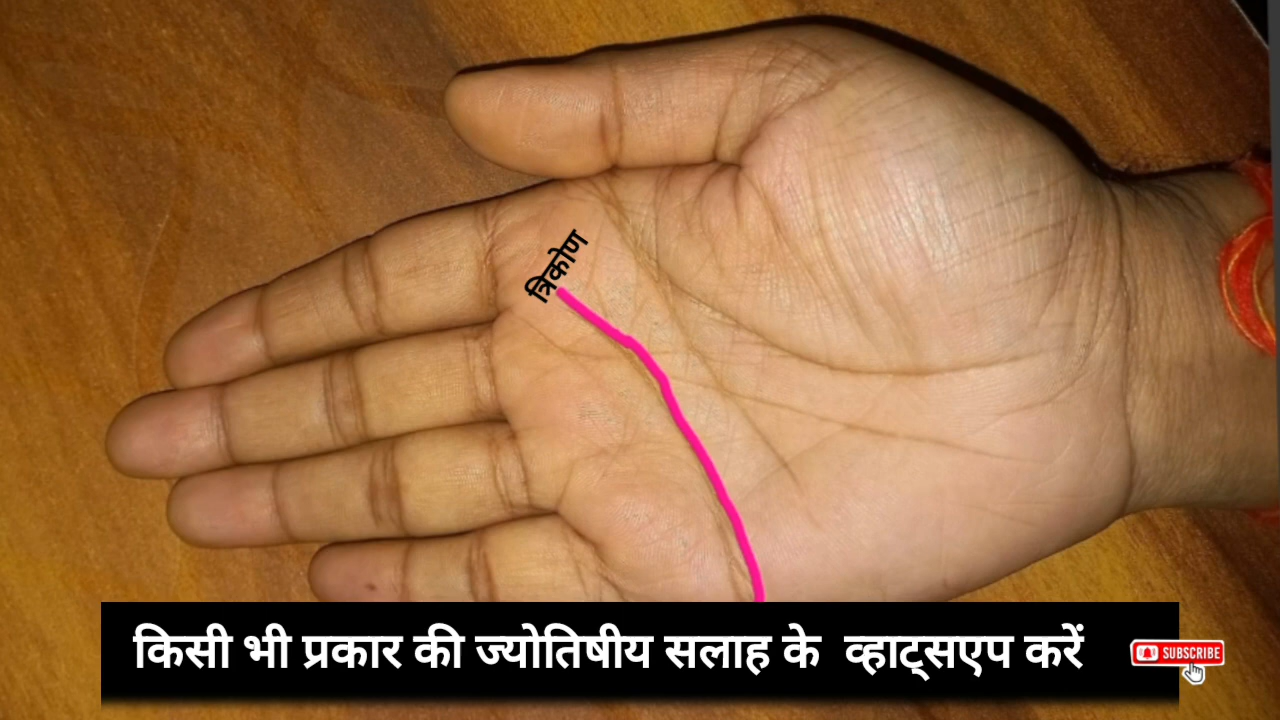 त्रिकोण
किसी भी प्रकार की ज्योतिषीय सलाह के व्हाट्सएप करें
SUBSCRIBE